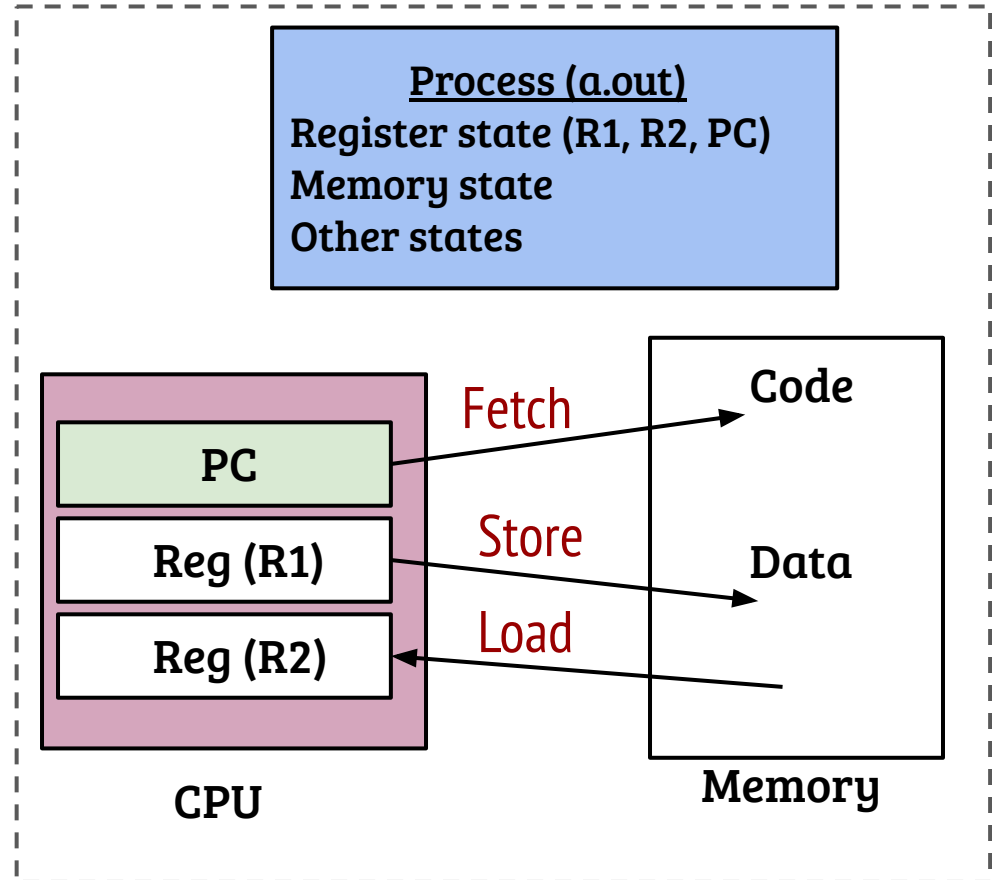 Process (a.out)
Register state (R1, R2, PC)
Memory state
Other states
Fetch
Code
PC
Store
Reg (R1)
Data
Load
Reg (R2)
CPU
Memory